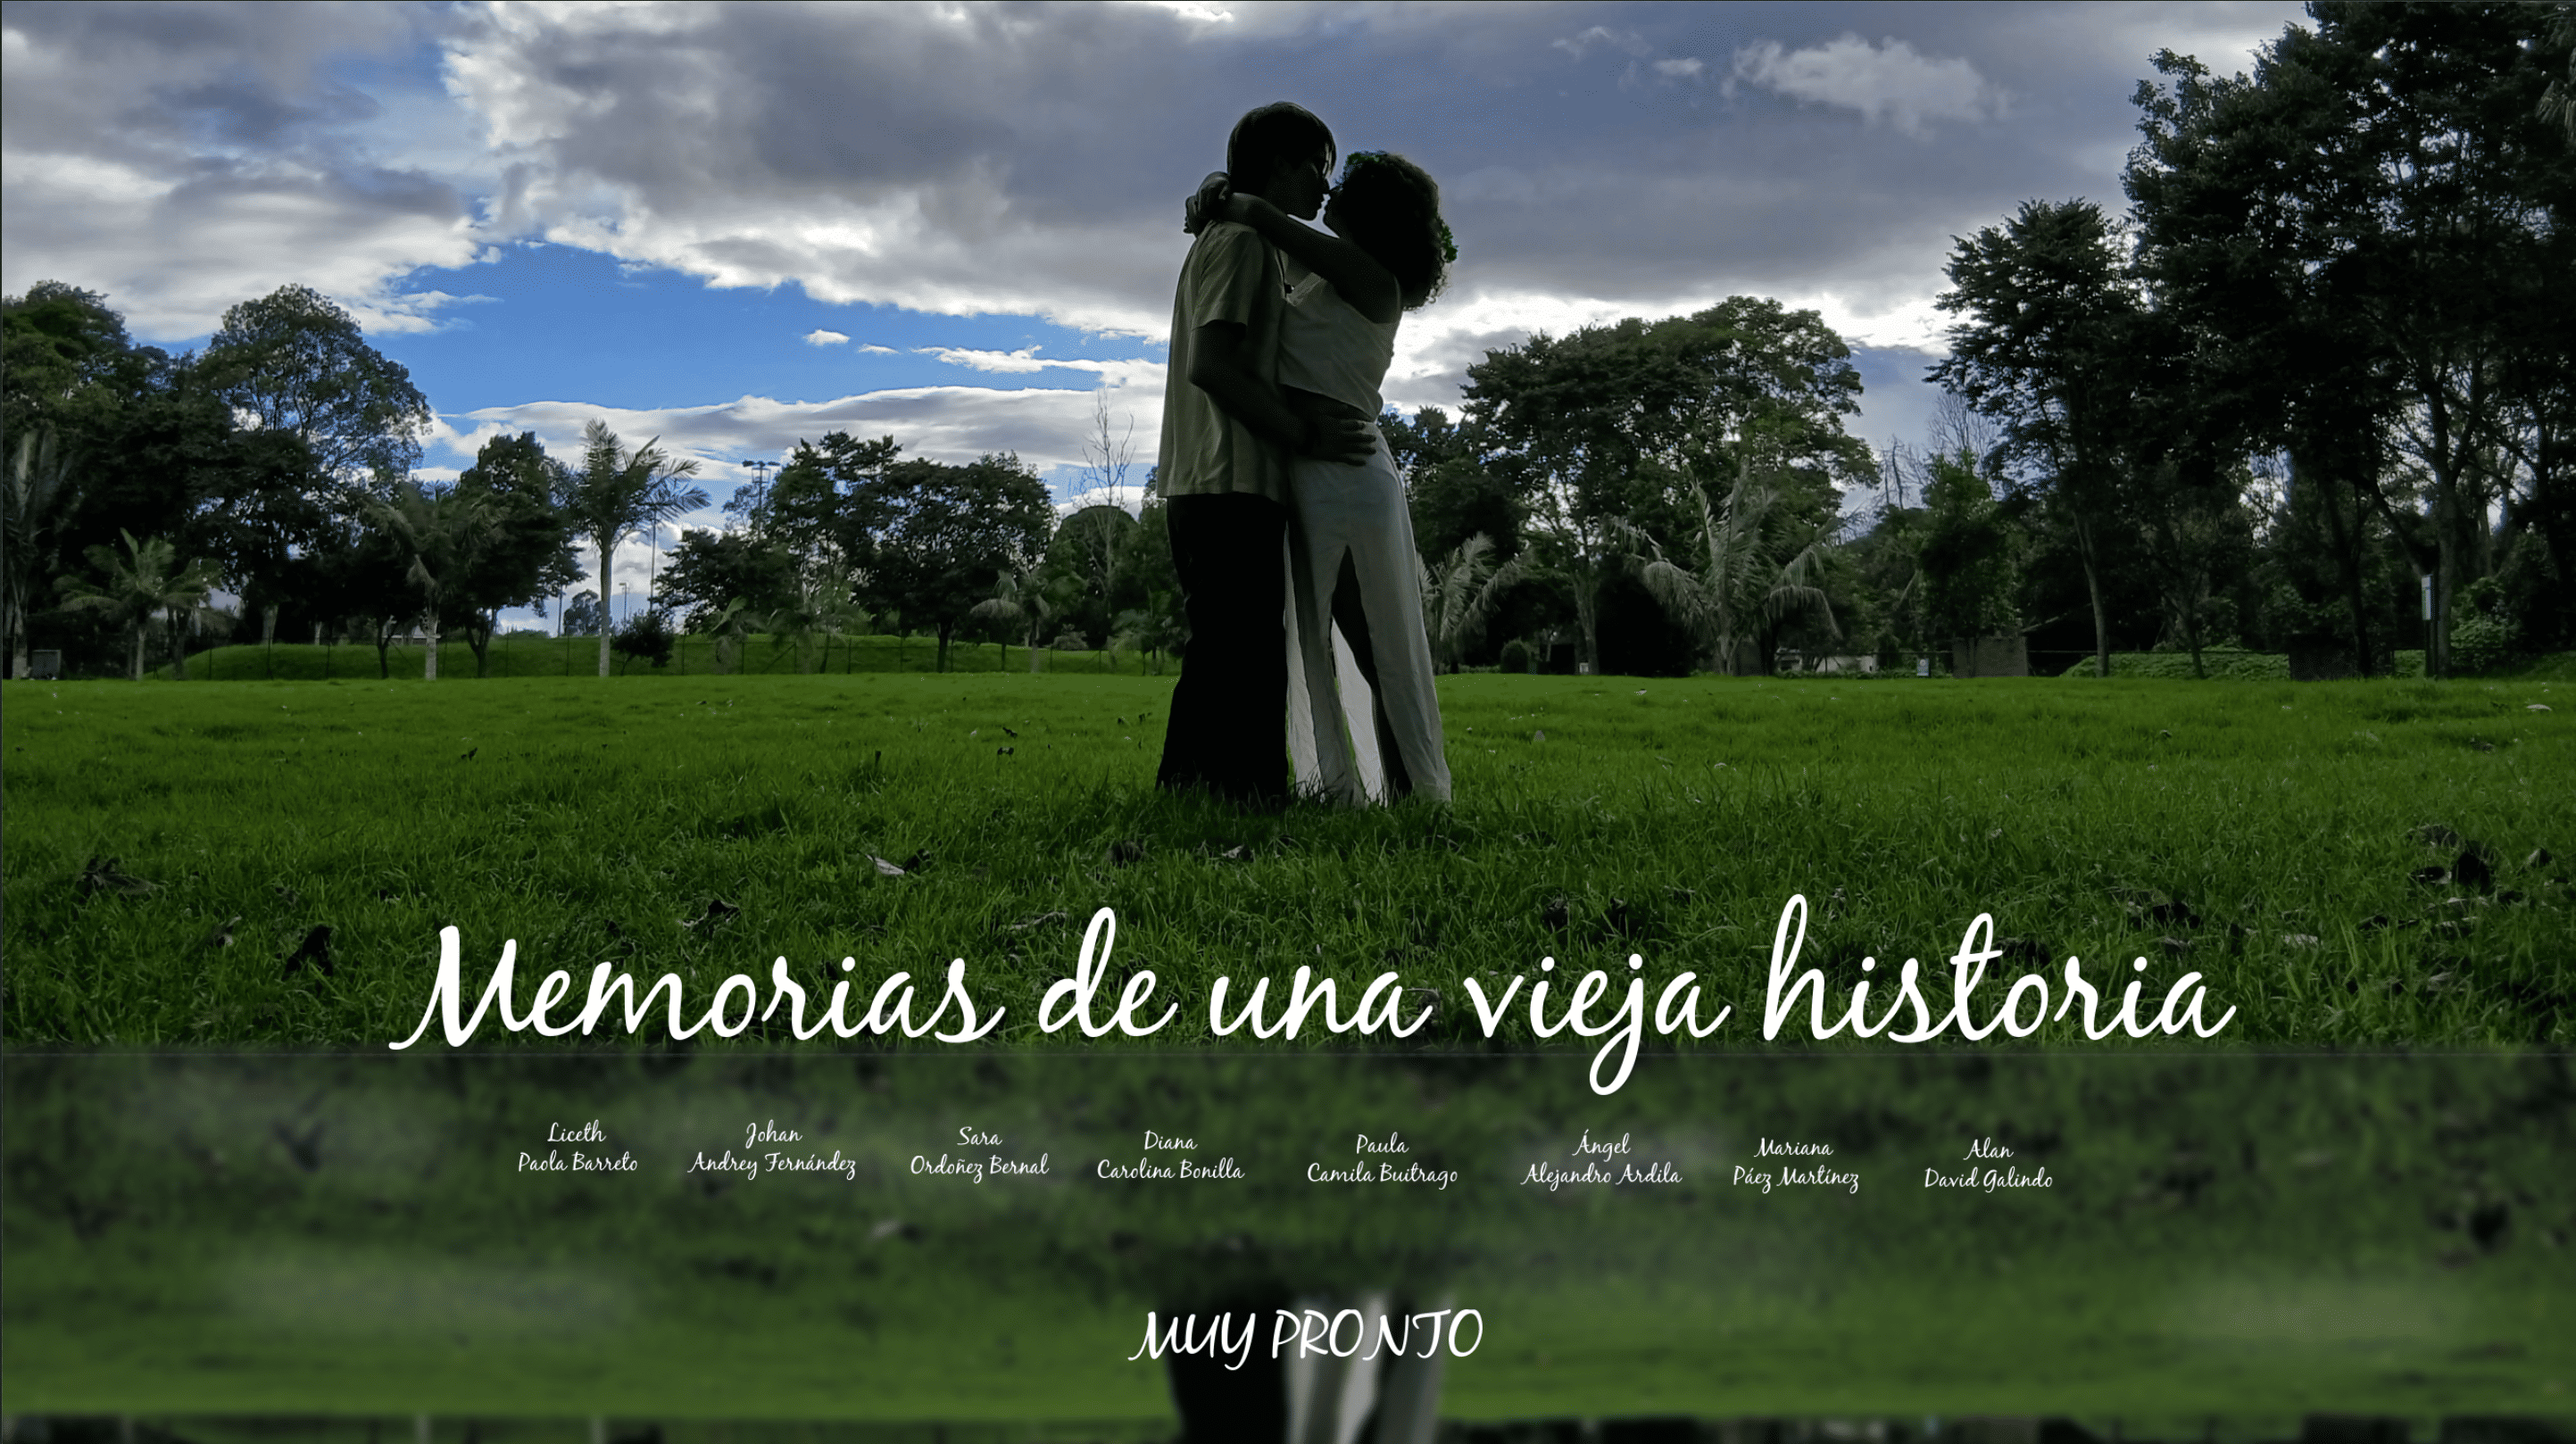 Memorias de una vieja historia
Liceth
Paola Barreto
Johan
Andrey Fernández
Sara
Ordoñez Bernal
Diana
Carolina Bonilla
Paula
Camila Buitrago
Ángel
Alejandro Ardila
Mariana
Páez Martínez
Alan
David Galindo
MUY PRONTO